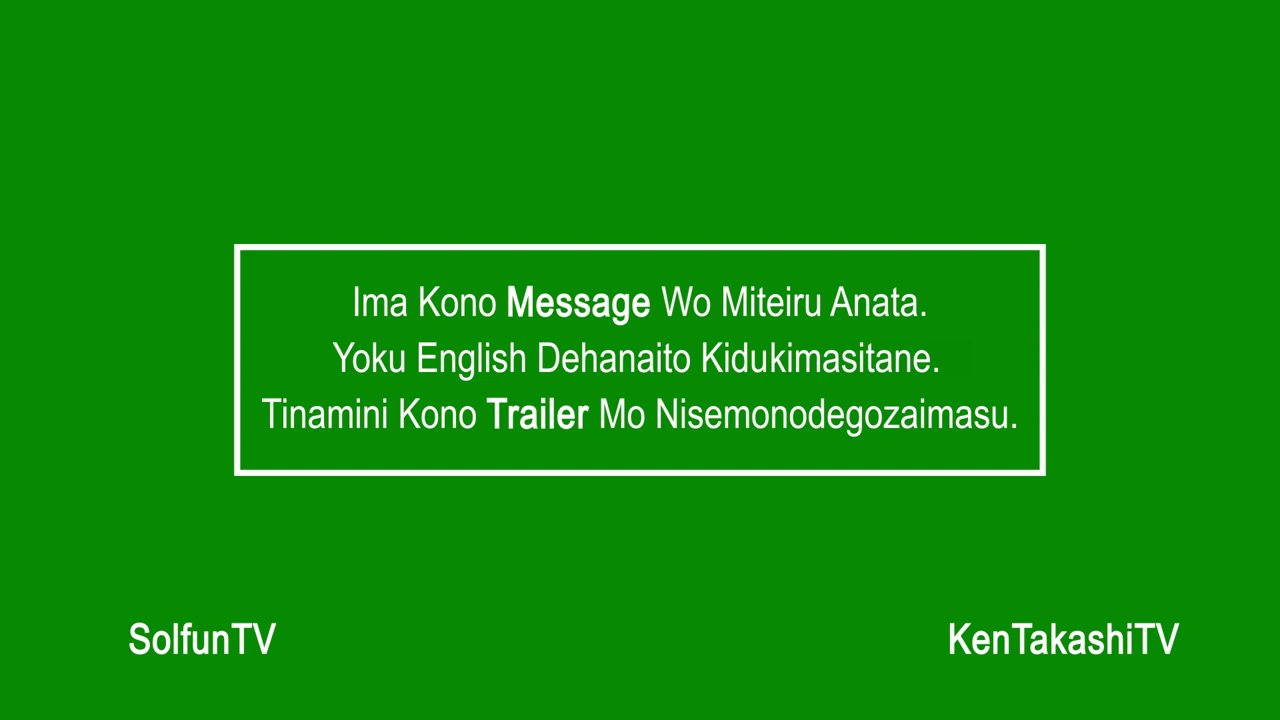 Ima Kono Message Wo Miteiru Anata.
Yoku English Dehanaito Kidukimasitane.
Tinamini Kono Trailer Mo Nisemonodegozaimasu.
SolfunTV
KenTakashiTV